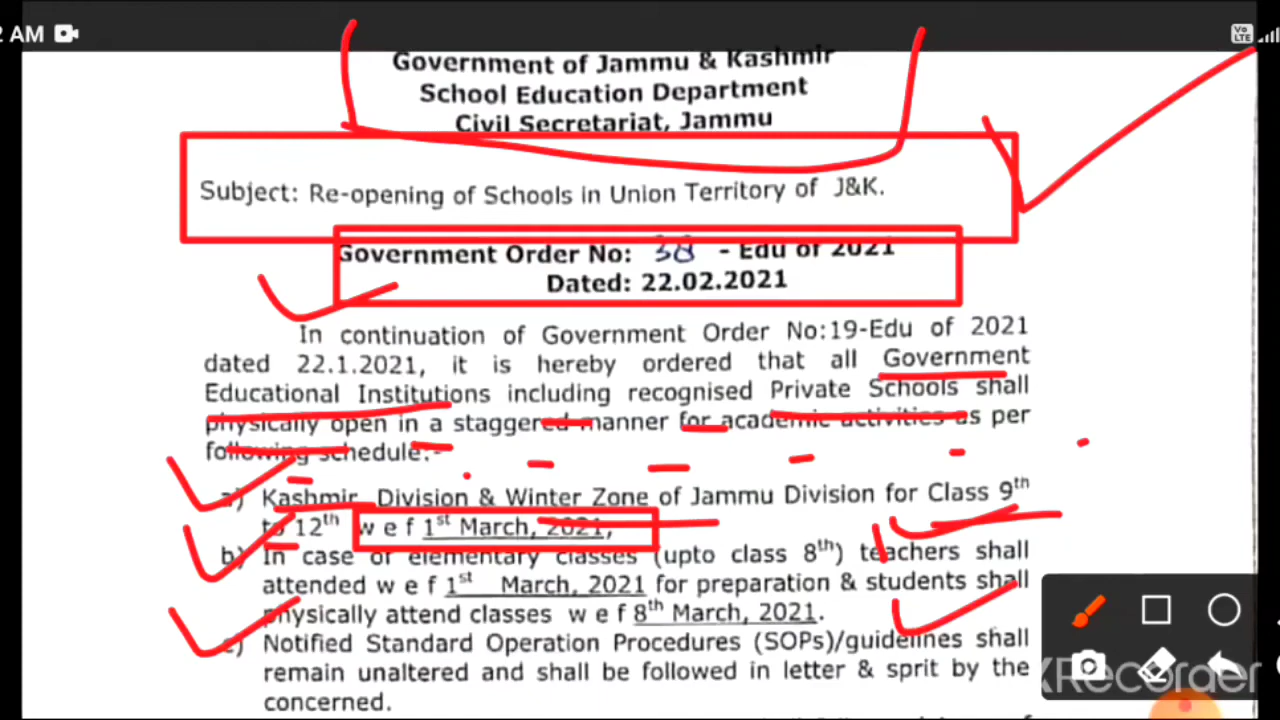 2 AM
Vo
LTE
Government of Jammu & Kashmir
School Education Department
Civil Secretariat, Jammu
Subject: Re-opening of Schools in Union Territory of J&K.
Government Order No: 38 - Edu of 2021
Dated: 22.02.2021
In continuation of Government Order No:19-Edu of 2021
dated 22.1.2021, it is hereby ordered that all Government
Educational Institutions including recognised Private Schools shall
physically open in a staggered manner for academic activities as per
following schedule:-
a) Kashmir Division & Winter Zone of Jammu Division for Class 9th
to 12th w e f 1st March, 2021,
b) In case of elementary classes (upto class 8th) teachers shall
attended w e f 1st March, 2021 for preparation & students shall
physically attend classes w e f 8th March, 2021.
c) Notified Standard Operation Procedures (SOPs)/guidelines shall
remain unaltered and shall be followed in letter & sprit by the
concerned.
XRecorder